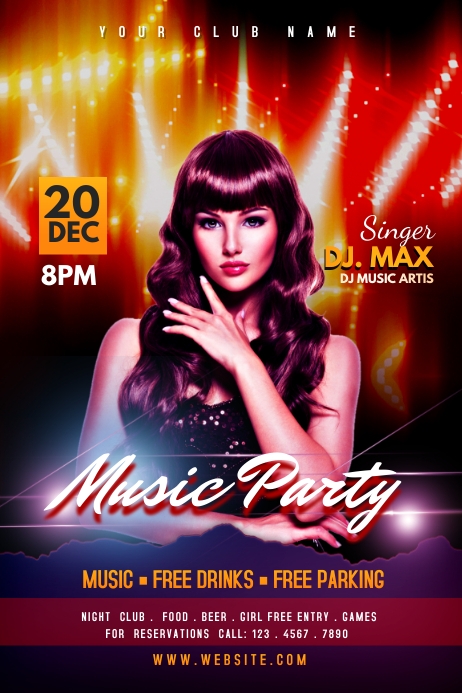 YOUR CLUB NAME
20
DEC
8PM
Singer
DJ. MAX
DJ MUSIC ARTIS
Music Party
MUSIC ▪ FREE DRINKS ▪ FREE PARKING
NIGHT CLUB . FOOD . BEER . GIRL FREE ENTRY . GAMES
FOR RESERVATIONS CALL: 123 . 4567 . 7890
WWW.WEBSITE.COM